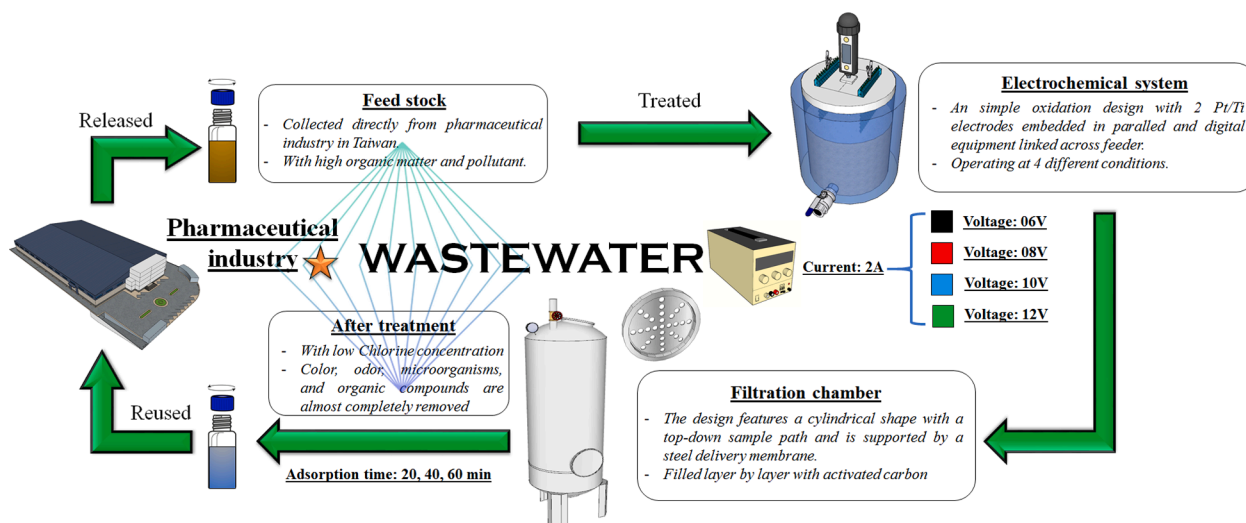 Released
Feed stock
- Collected directly from pharmaceutical
industry in Taiwan.
- With high organic matter and pollutant.
Treated
Electrochemical system
- An simple oxidation design with 2 Pt/Ti
electrodes embedded in paralled and digital
equipment linked across feeder.
- Operating at 4 different conditions.
Pharmaceutical
industry
WASTEWATER
Current: 2A
Voltage: 06V
Voltage: 08V
Voltage: 10V
Voltage: 12V
After treatment
- With low Chlorine concentration
- Color, odor, microorganisms,
and organic compounds are
almost completely removed
Filtration chamber
- The design features a cylindrical shape with a
top-down sample path and is supported by a
steel delivery membrane.
- Filled layer by layer with activated carbon
Reused
Adsorption time: 20, 40, 60 min